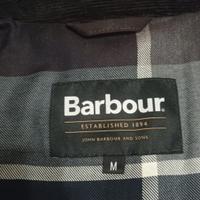 Barbour
ESTABLISHED 1894
JOHN BARBOUR AND SONS
M